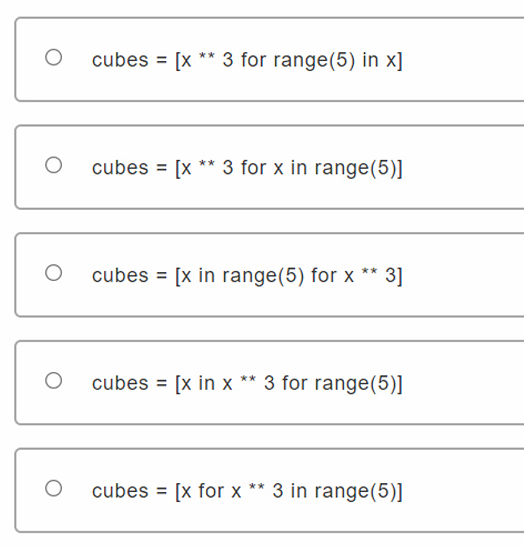 cubes = [x ** 3 for range(5) in x]
cubes = [x ** 3 for x in range(5)]
cubes = [x in range(5) for x ** 3]
cubes = [x in x ** 3 for range(5)]
cubes = [x for x ** 3 in range(5)]